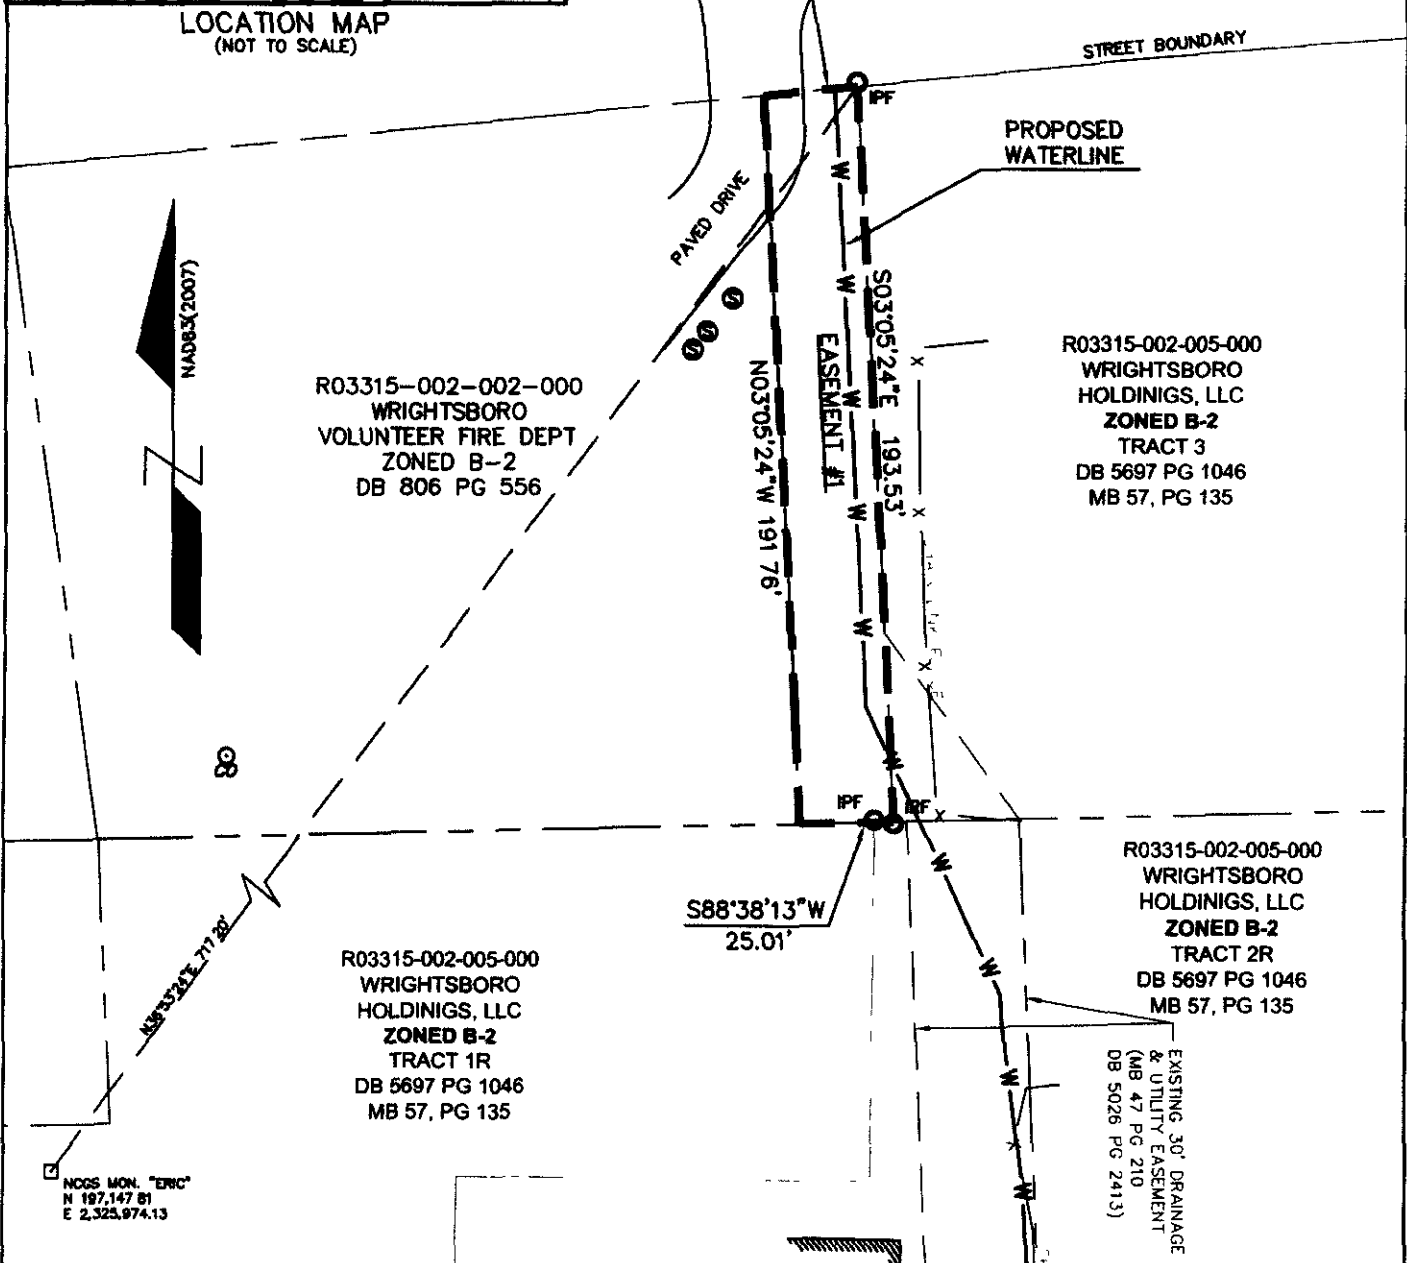 LOCATION MAP
(NOT TO SCALE)
STREET BOUNDARY
IPF
PROPOSED
WATERLINE
PAVED DRIVE
NAD83(2007)
W
W
W
W
W
W
W
W
W
W
S03°05'24"E 193.53'
EASEMENT #1
N03°05'24"W 191 76'
R03315-002-002-000
WRIGHTSBORO
VOLUNTEER FIRE DEPT
ZONED B-2
DB 806 PG 556
R03315-002-005-000
WRIGHTSBORO
HOLDINIGS, LLC
ZONED B-2
TRACT 3
DB 5697 PG 1046
MB 57, PG 135
S
S
S
X
X
X
X
X
CO
IPF
IRF
S88°38'13"W
25.01'
R03315-002-005-000
WRIGHTSBORO
HOLDINIGS, LLC
ZONED B-2
TRACT 2R
DB 5697 PG 1046
MB 57, PG 135
N36°53'24"E 717 20'
R03315-002-005-000
WRIGHTSBORO
HOLDINIGS, LLC
ZONED B-2
TRACT 1R
DB 5697 PG 1046
MB 57, PG 135
EXISTING 30' DRAINAGE
& UTILITY EASEMENT
(MB 47 PG 210
DB 5026 PG 2413)
NCGS MON. "ERIC"
N 197,147 81
E 2,325,974.13